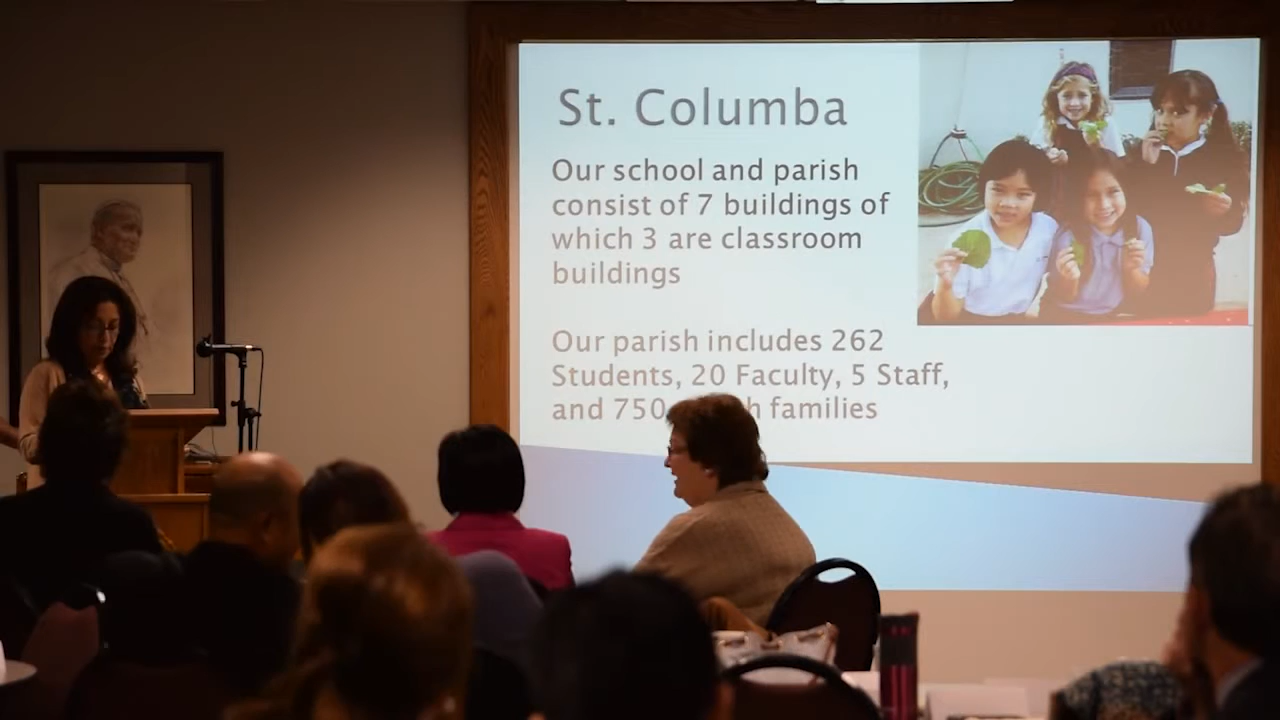 St. Columba
Our school and parish
consist of 7 buildings of
which 3 are classroom
buildings
Our parish includes 262
Students, 20 Faculty, 5 Staff,
and 750 families